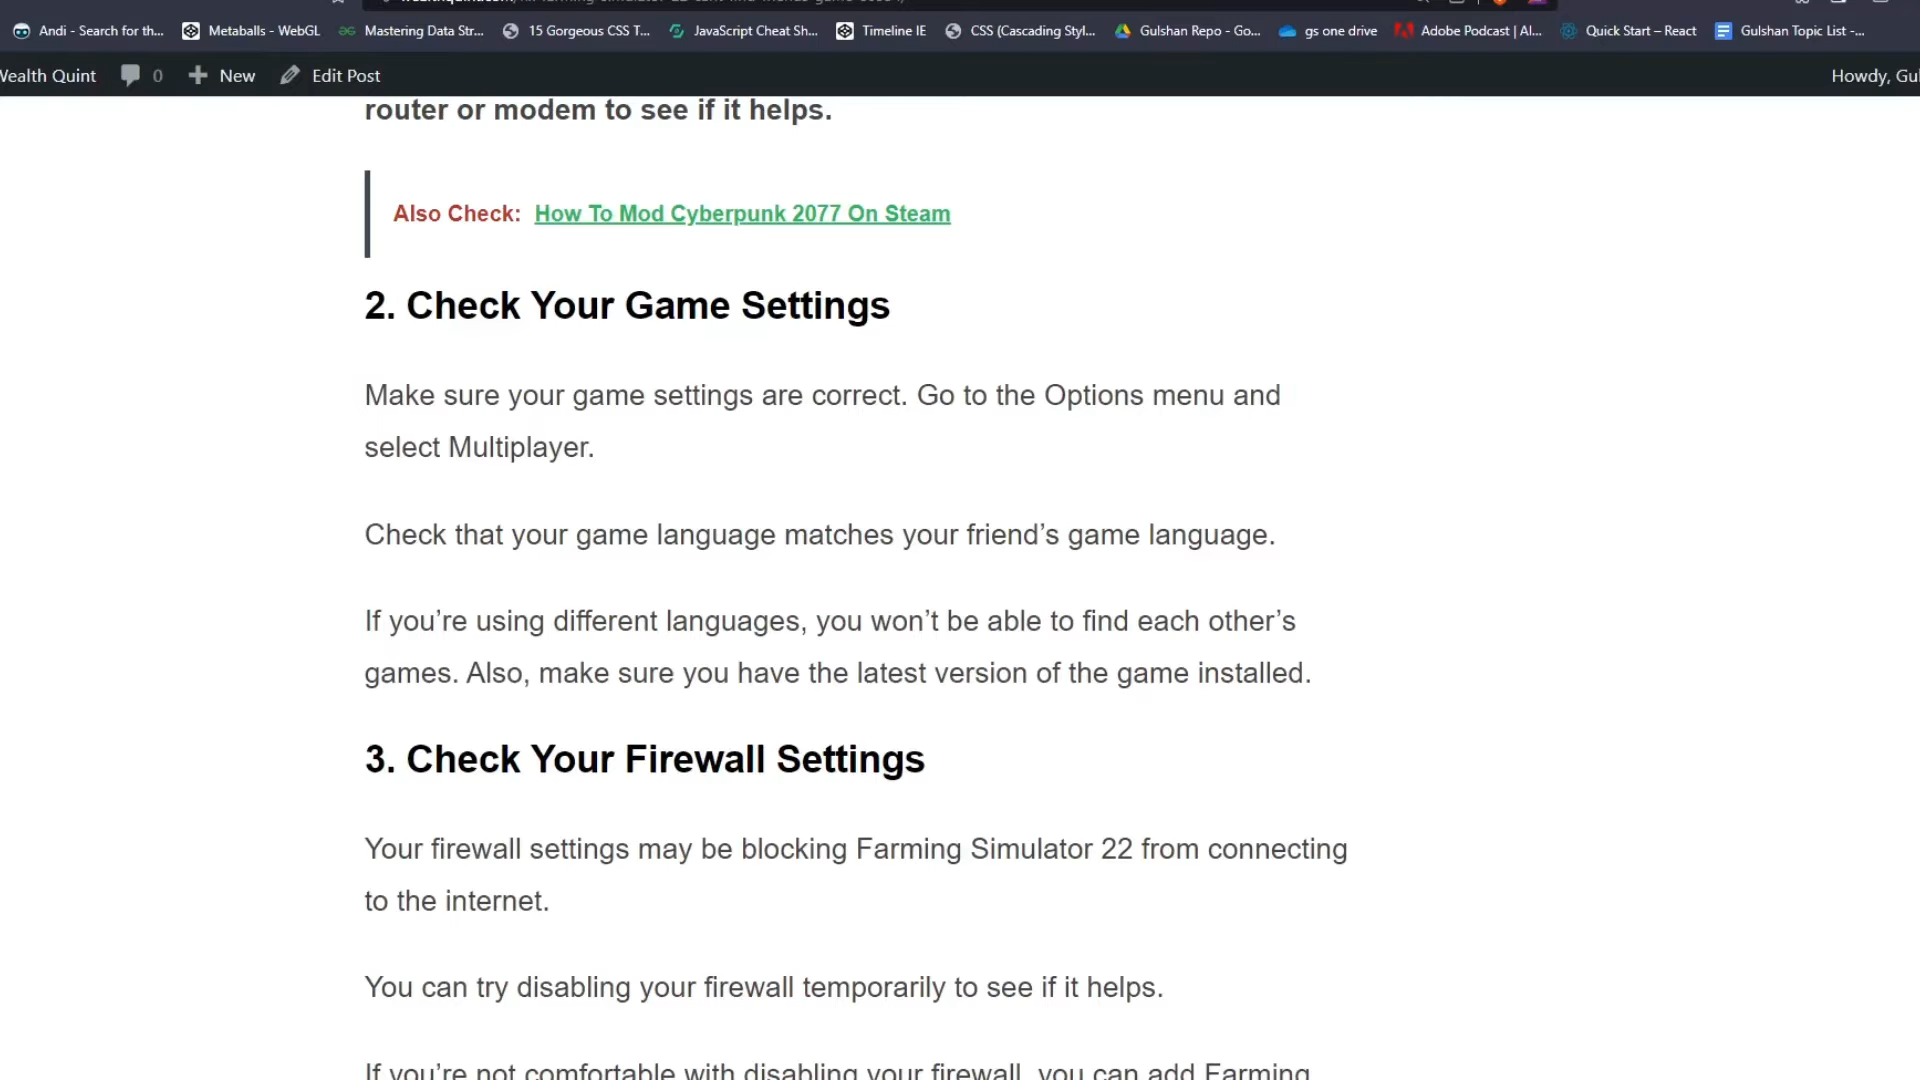 Andi - Search for th... Metaballs - WebGL Mastering Data Str... 15 Gorgeous CSS T... JavaScript Cheat Sh... Timeline IE CSS (Cascading Styl... Gulshan Repo - Go... gs one drive Adobe Podcast | AI... Quick Start – React Gulshan Topic List -...
Wealth Quint 0 New Edit Post Howdy, Gul
router or modem to see if it helps.
Also Check: How To Mod Cyberpunk 2077 On Steam
2. Check Your Game Settings
Make sure your game settings are correct. Go to the Options menu and
select Multiplayer.
Check that your game language matches your friend’s game language.
If you’re using different languages, you won’t be able to find each other’s
games. Also, make sure you have the latest version of the game installed.
3. Check Your Firewall Settings
Your firewall settings may be blocking Farming Simulator 22 from connecting
to the internet.
You can try disabling your firewall temporarily to see if it helps.
If you’re not comfortable with disabling your firewall, you can add Farming